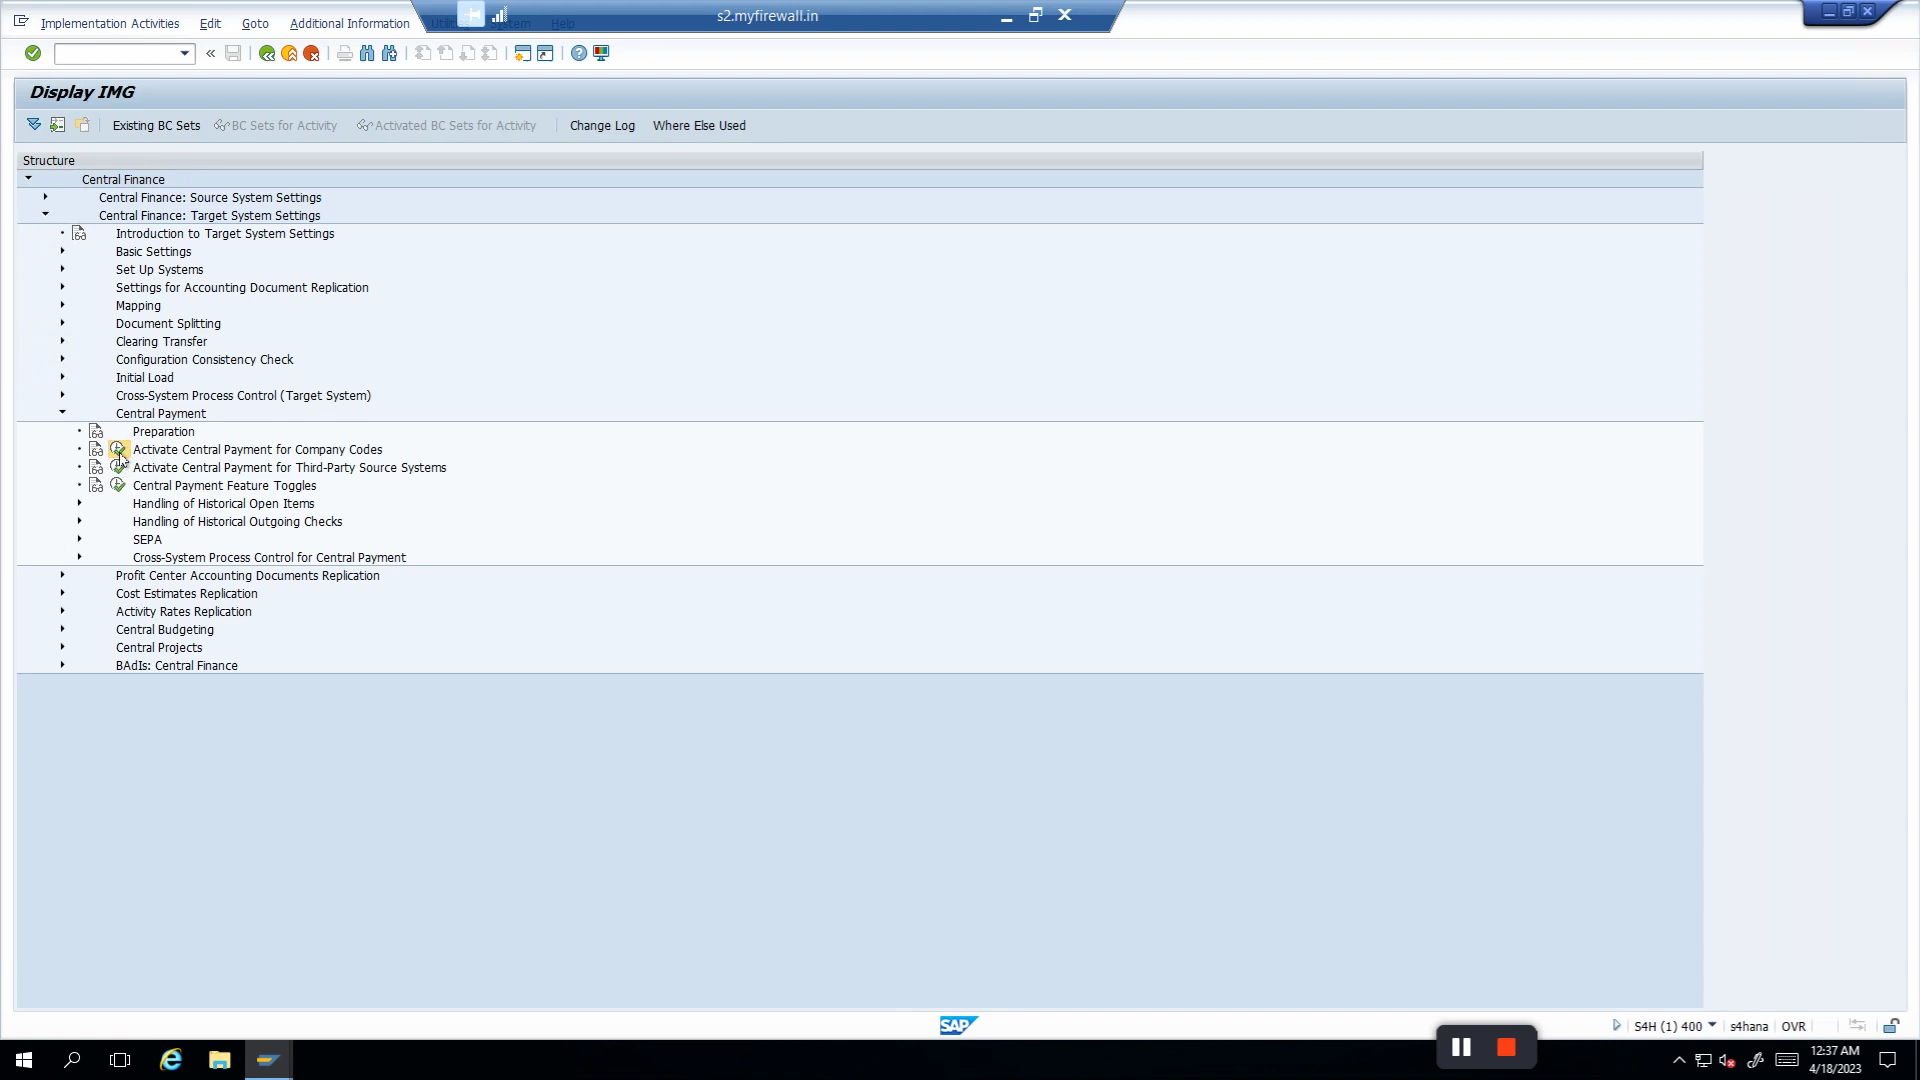 Implementation Activities Edit Goto Additional Information
s2.myfirewall.in
Display IMG
Existing BC Sets BC Sets for Activity Activated BC Sets for Activity Change Log Where Else Used
Structure
Central Finance
Central Finance: Source System Settings
Central Finance: Target System Settings
Introduction to Target System Settings
Basic Settings
Set Up Systems
Settings for Accounting Document Replication
Mapping
Document Splitting
Clearing Transfer
Configuration Consistency Check
Initial Load
Cross-System Process Control (Target System)
Central Payment
Preparation
Activate Central Payment for Company Codes
Activate Central Payment for Third-Party Source Systems
Central Payment Feature Toggles
Handling of Historical Open Items
Handling of Historical Outgoing Checks
SEPA
Cross-System Process Control for Central Payment
Profit Center Accounting Documents Replication
Cost Estimates Replication
Activity Rates Replication
Central Budgeting
Central Projects
BAdIs: Central Finance
SAP
S4H (1) 400 s4hana OVR
12:37 AM
4/18/2023